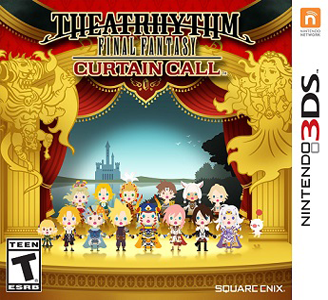 THEATRHYTHM
FINAL FANTASY
CURTAIN CALL
NINTENDO
NETWORK
NINTENDO 3DS
TEEN
T
ESRB
SQUARE ENIX